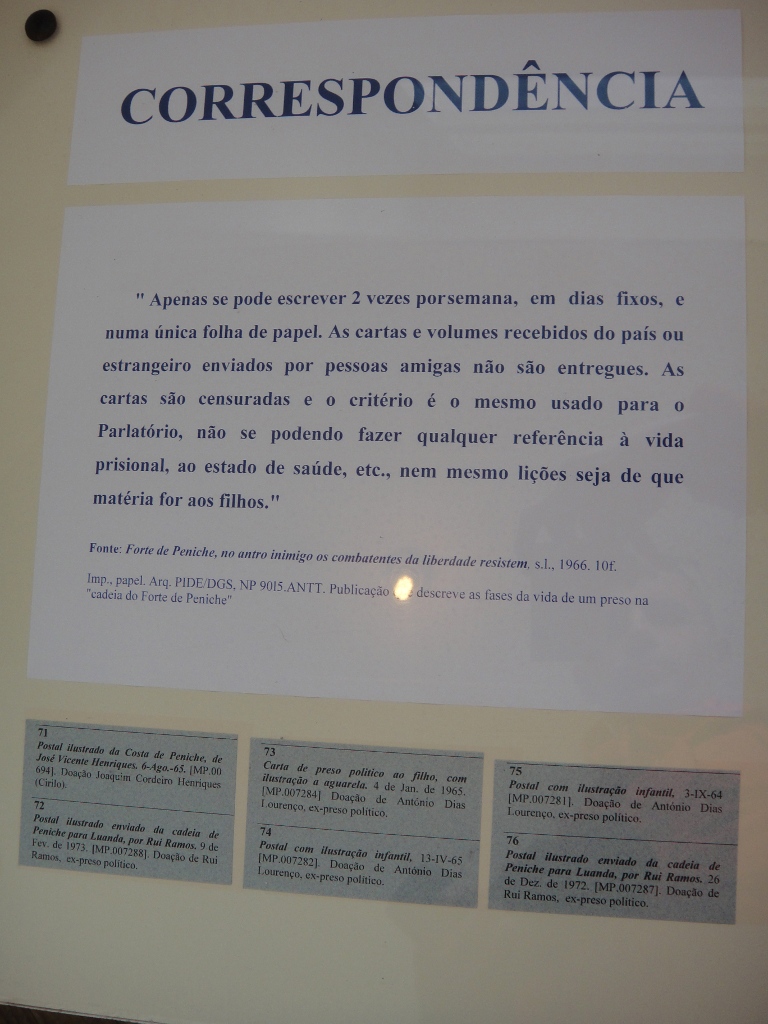 CORRESPONDÊNCIA
" Apenas se pode escrever 2 vezes porsemana, em dias fixos, e
numa única folha de papel. As cartas e volumes recebidos do país ou
estrangeiro enviados por pessoas amigas não são entregues. As
cartas são censuradas e o critério é o mesmo usado para o
Parlatório, não se podendo fazer qualquer referência à vida
prisional, ao estado de saúde, etc., nem mesmo lições seja de que
matéria for aos filhos."
Fonte: Forte de Peniche, no antro inimigo os combatentes da liberdade resistem, s.l., 1966. 10f.
Imp., papel. Arq. PIDE/DGS, NP 9015.ANTT. Publicação descreve as fases da vida de um preso na
"cadeia do Forte de Peniche"
71
Postal ilustrado da Costa de Peniche, de
José Vicente Henriques. 6-Ago.-65. [MP.00
694]. Doação Joaquim Cordeiro Henriques
(Cirilo).
72
Postal ilustrado enviado da cadeia de
Peniche para Luanda, por Rui Ramos. 9 de
Fev. de 1973. [MP.007288]. Doação de Rui
Ramos, ex-preso político.
73
Carta de preso político ao filho, com
ilustração a aguarela. 4 de Jan. de 1965.
[MP.007284] Doação de António Dias
Lourenço, ex-preso político.
74
Postal com ilustração infantil, 13-IV-65
[MP.007282]. Doação de António Dias
Lourenço, ex-preso político.
75
Postal com ilustração infantil. 3-IX-64
[MP.007281]. Doação de António Dias
Lourenço, ex-preso político.
76
Postal ilustrado enviado da cadeia de
Peniche para Luanda, por Rui Ramos. 26
de Dez. de 1972. [MP.007287]. Doação de
Rui Ramos, ex-preso político.